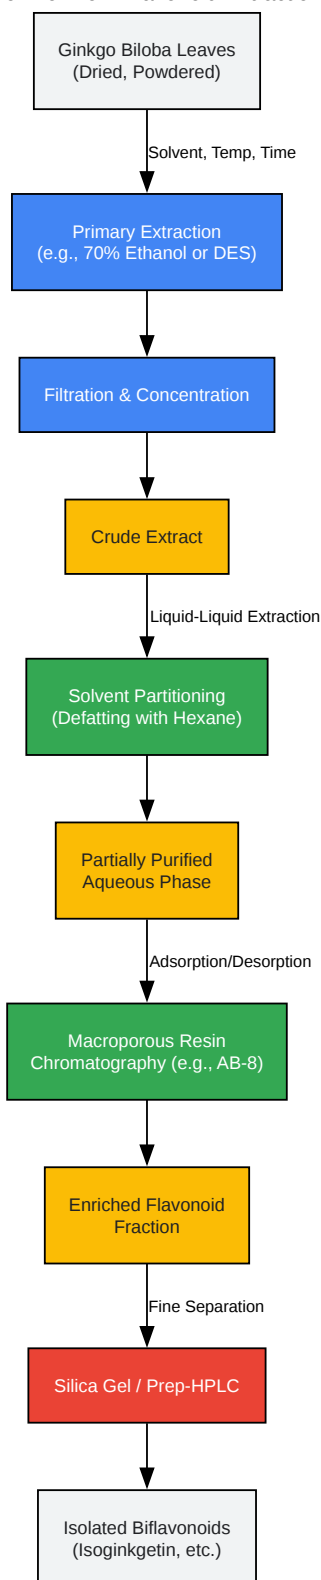 Ginkgo Biloba Leaves
(Dried, Powdered)
Solvent, Temp, Time
Primary Extraction
(e.g., 70% Ethanol or DES)
Filtration & Concentration
Crude Extract
Liquid-Liquid Extraction
Solvent Partitioning
(Defatting with Hexane)
Partially Purified
Aqueous Phase
Adsorption/Desorption
Macroporous Resin
Chromatography (e.g., AB-8)
Enriched Flavonoid
Fraction
Fine Separation
Silica Gel / Prep-HPLC
Isolated Biflavonoids
(Isoginkgetin, etc.)